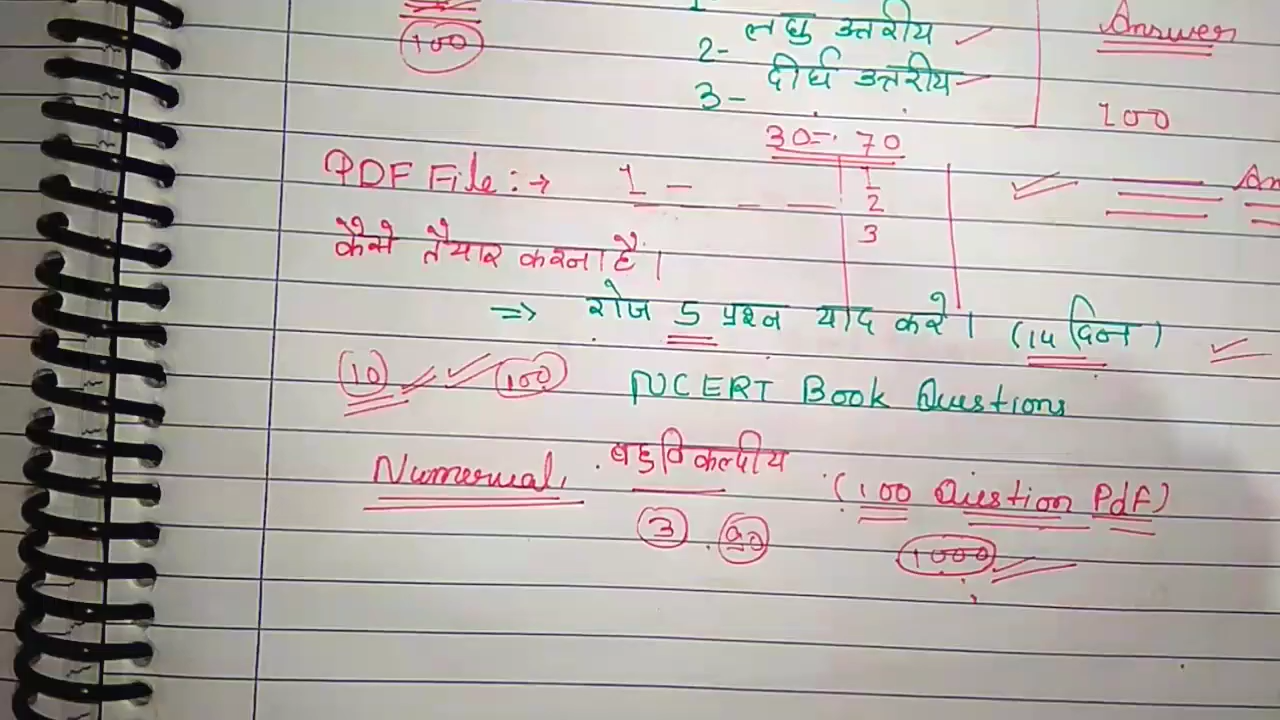 लघु उत्तरीय
Answer
100
2- दीर्घ उत्तरीय
3-
100
30-70
PDF File :→ 1 -
1
2
3
कैसे तैयार करना है।
⇒ रोज 5 प्रश्न याद करें। (14 दिन)
10 100 NCERT Book Questions
Numerical, बहुविकल्पीय (100 Question Pdf)
3 90 1000